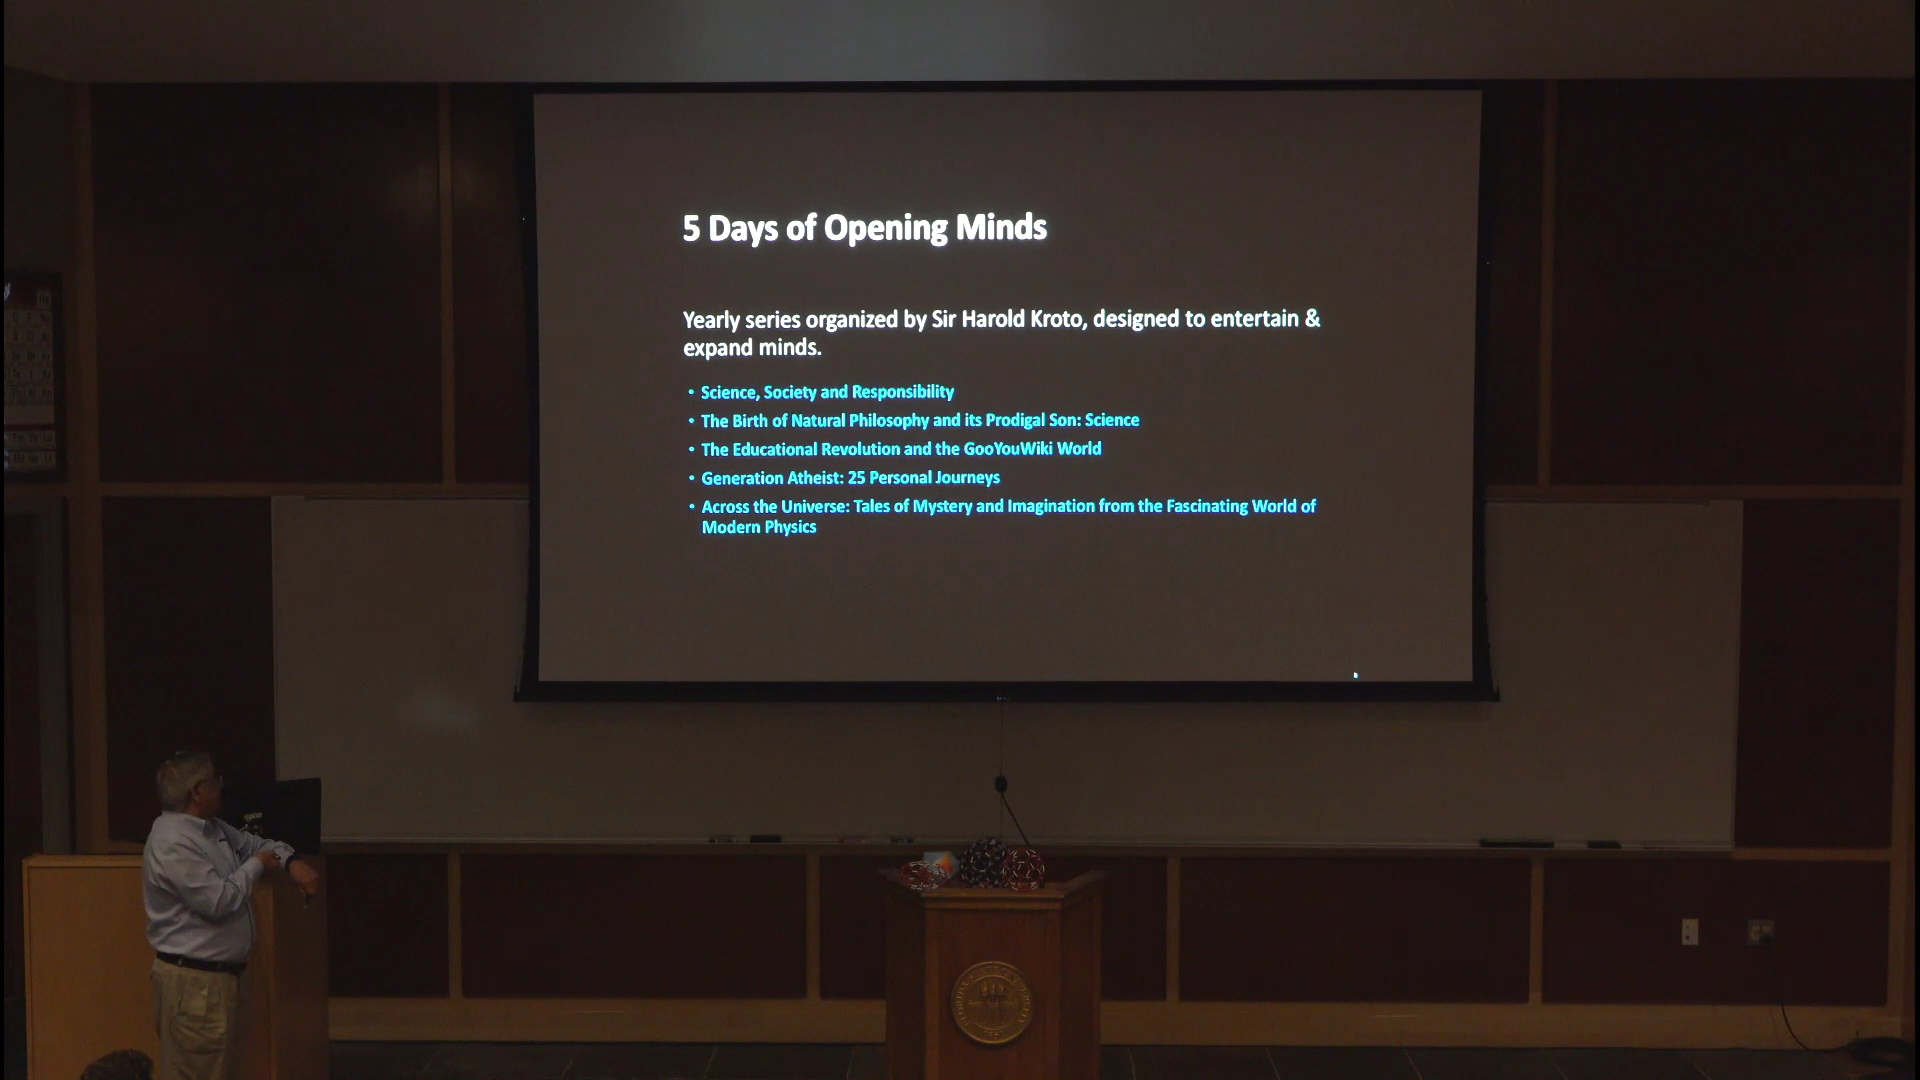 5 Days of Opening Minds
Yearly series organized by Sir Harold Kroto, designed to entertain &
expand minds.
• Science, Society and Responsibility
• The Birth of Natural Philosophy and its Prodigal Son: Science
• The Educational Revolution and the GooYouWiki World
• Generation Atheist: 25 Personal Journeys
• Across the Universe: Tales of Mystery and Imagination from the Fascinating World of
Modern Physics